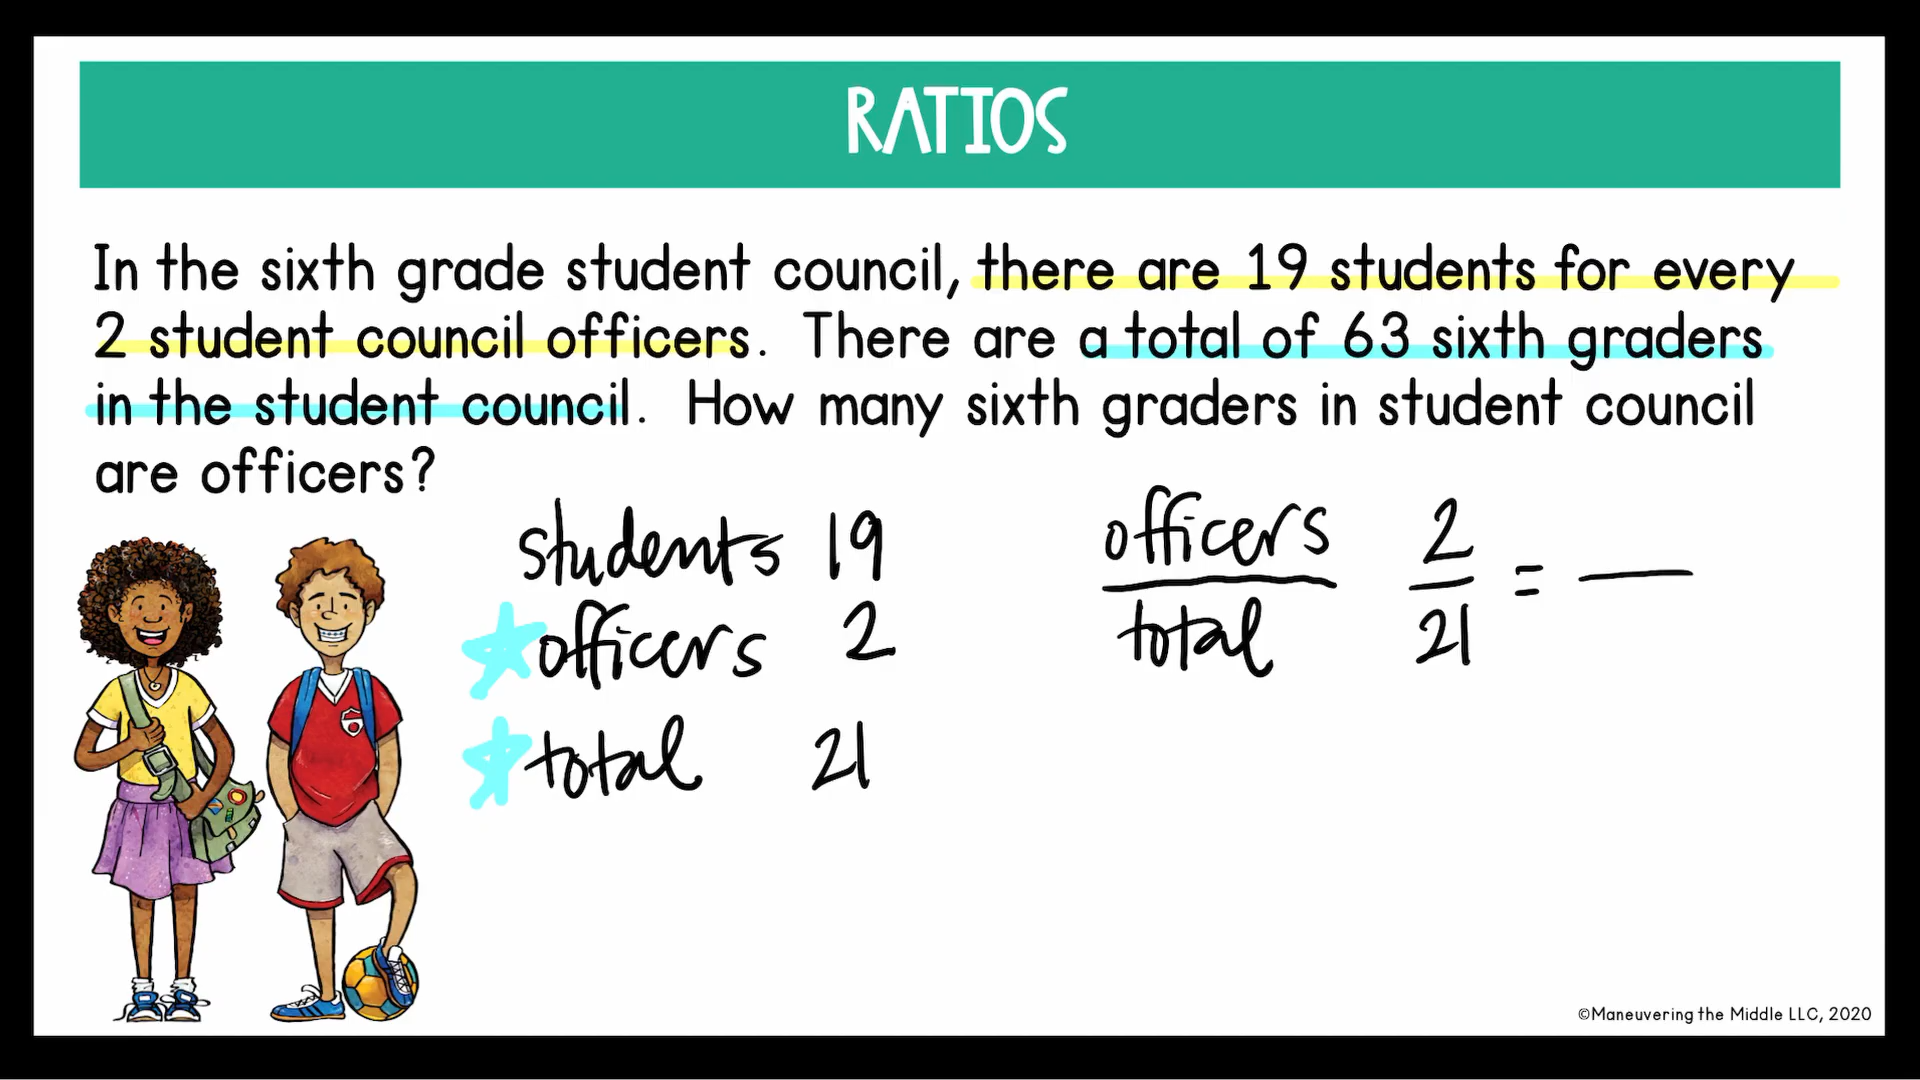 RATIOS
In the sixth grade student council, there are 19 students for every
2 student council officers. There are a total of 63 sixth graders
in the student council. How many sixth graders in student council
are officers?
students 19
officers 2
total 21
officers 2
=
total 21
©Maneuvering the Middle LLC, 2020